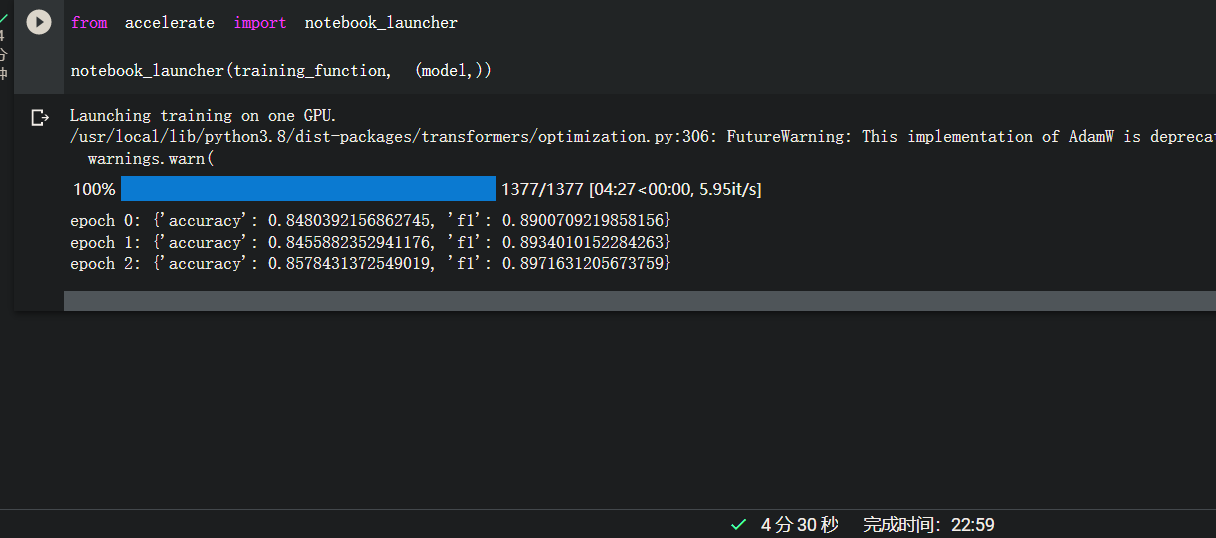 from accelerate import notebook_launcher
notebook_launcher(training_function, (model,))
4
分
钟
Launching training on one GPU.
/usr/local/lib/python3.8/dist-packages/transformers/optimization.py:306: FutureWarning: This implementation of AdamW is deprecat
warnings.warn(
100% 1377/1377 [04:27<00:00, 5.95it/s]
epoch 0: {'accuracy': 0.8480392156862745, 'f1': 0.8900709219858156}
epoch 1: {'accuracy': 0.8455882352941176, 'f1': 0.8934010152284263}
epoch 2: {'accuracy': 0.8578431372549019, 'f1': 0.8971631205673759}
4 分 30 秒 完成时间：22:59